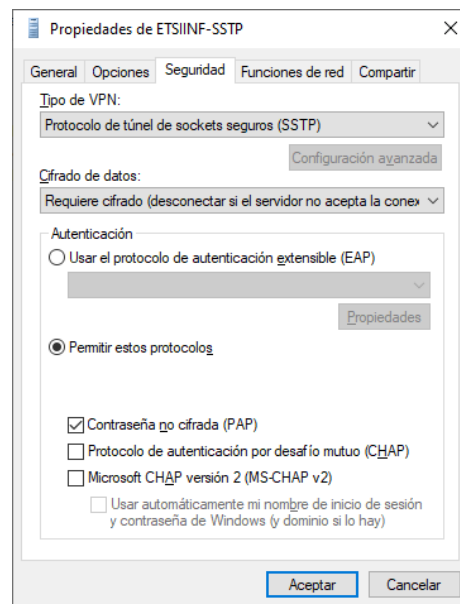 Propiedades de ETSIINF-SSTP
General Opciones Seguridad Funciones de red Compartir
Tipo de VPN:
Protocolo de túnel de sockets seguros (SSTP)
Configuración avanzada
Cifrado de datos:
Requiere cifrado (desconectar si el servidor no acepta la conex
Autenticación
Usar el protocolo de autenticación extensible (EAP)
Propiedades
Permitir estos protocolos
Contraseña no cifrada (PAP)
Protocolo de autenticación por desafío mutuo (CHAP)
Microsoft CHAP versión 2 (MS-CHAP v2)
Usar automáticamente mi nombre de inicio de sesión
y contraseña de Windows (y dominio si lo hay)
Aceptar Cancelar